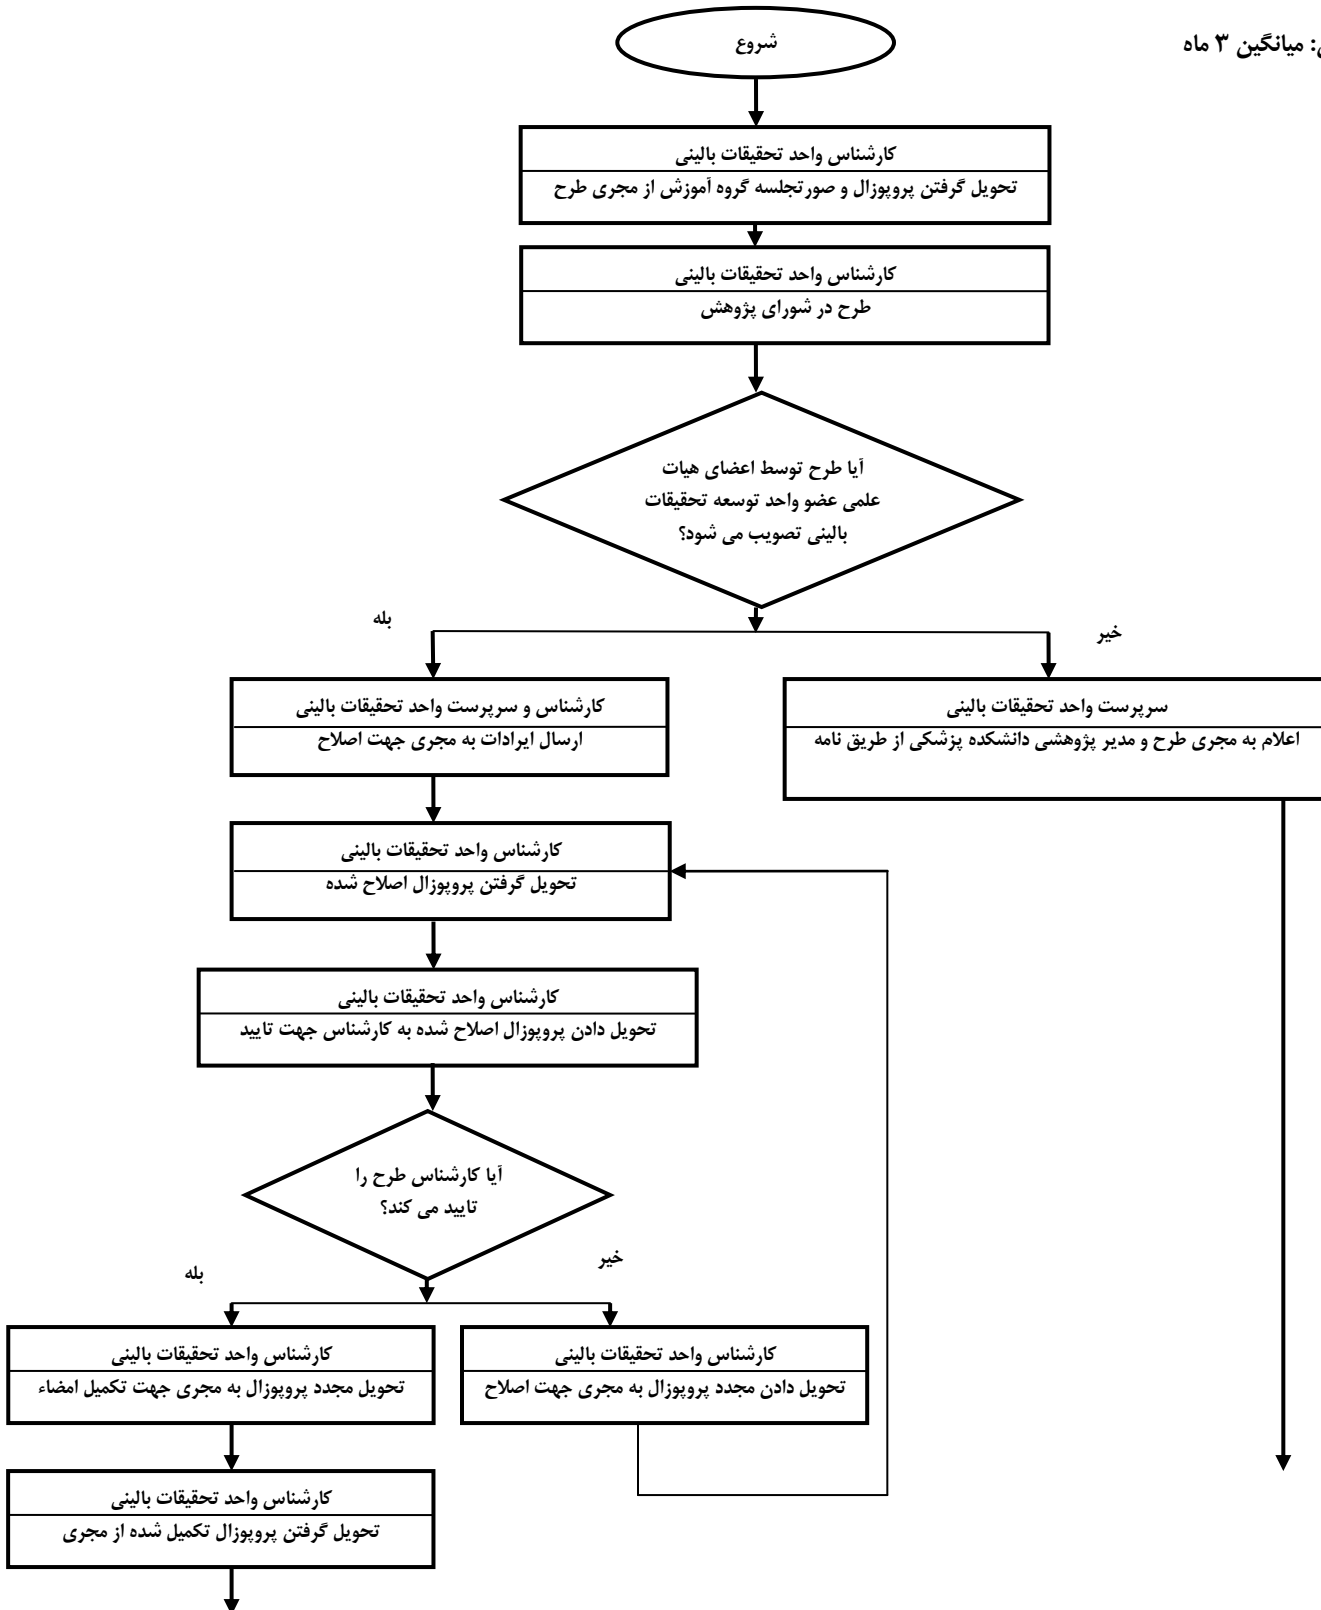 شروع
: میانگین ۳ ماه
کارشناس واحد تحقیقات بالینی
تحویل گرفتن پروپوزال و صورتجلسه گروه آموزش از مجری طرح
کارشناس واحد تحقیقات بالینی
طرح در شورای پژوهش
آیا طرح توسط اعضای هیات
علمی عضو واحد توسعه تحقیقات
بالینی تصویب می شود؟
بله
خیر
کارشناس و سرپرست واحد تحقیقات بالینی
ارسال ایرادات به مجری جهت اصلاح
سرپرست واحد تحقیقات بالینی
اعلام به مجری طرح و مدیر پژوهشی دانشکده پزشکی از طریق نامه
کارشناس واحد تحقیقات بالینی
تحویل گرفتن پروپوزال اصلاح شده
کارشناس واحد تحقیقات بالینی
تحویل دادن پروپوزال اصلاح شده به کارشناس جهت تایید
آیا کارشناس طرح را
تایید می کند؟
خیر
بله
کارشناس واحد تحقیقات بالینی
تحویل دادن مجدد پروپوزال به مجری جهت اصلاح
کارشناس واحد تحقیقات بالینی
تحویل مجدد پروپوزال به مجری جهت تکمیل امضاء
کارشناس واحد تحقیقات بالینی
تحویل گرفتن پروپوزال تکمیل شده از مجری